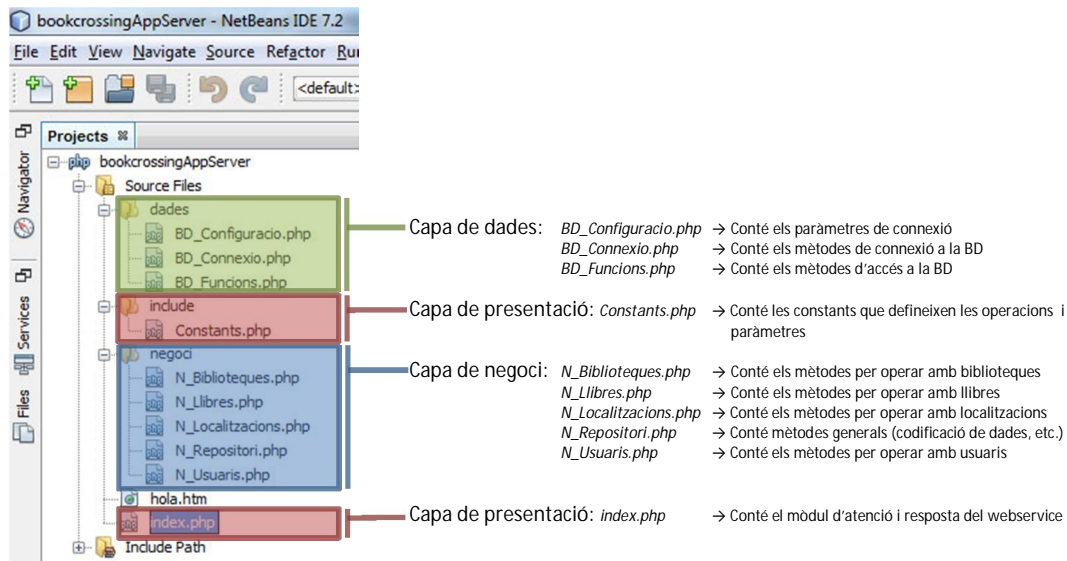 bookcrossingAppServer - NetBeans IDE 7.2
File Edit View Navigate Source Refactor
<default>
Projects
Navigator
Services
Files
bookcrossingAppServer
Source Files
dades
BD_Configuracio.php
BD_Connexio.php
BD_Funcions.php
include
Constants.php
negoci
N_Biblioteques.php
N_Llibres.php
N_Localitzacions.php
N_Repositori.php
N_Usuaris.php
hola.htm
index.php
Include Path
Capa de dades: BD_Configuracio.php → Conté els paràmetres de connexió
BD_Connexio.php → Conté els mètodes de connexió a la BD
BD_Funcions.php → Conté els mètodes d'accés a la BD
Capa de presentació: Constants.php → Conté les constants que defineixen les operacions i
paràmetres
Capa de negoci: N_Biblioteques.php → Conté els mètodes per operar amb biblioteques
N_Llibres.php → Conté els mètodes per operar amb llibres
N_Localitzacions.php → Conté els mètodes per operar amb localitzacions
N_Repositori.php → Conté mètodes generals (codificació de dades, etc.)
N_Usuaris.php → Conté els mètodes per operar amb usuaris
Capa de presentació: index.php → Conté el mòdul d'atenció i resposta del webservice